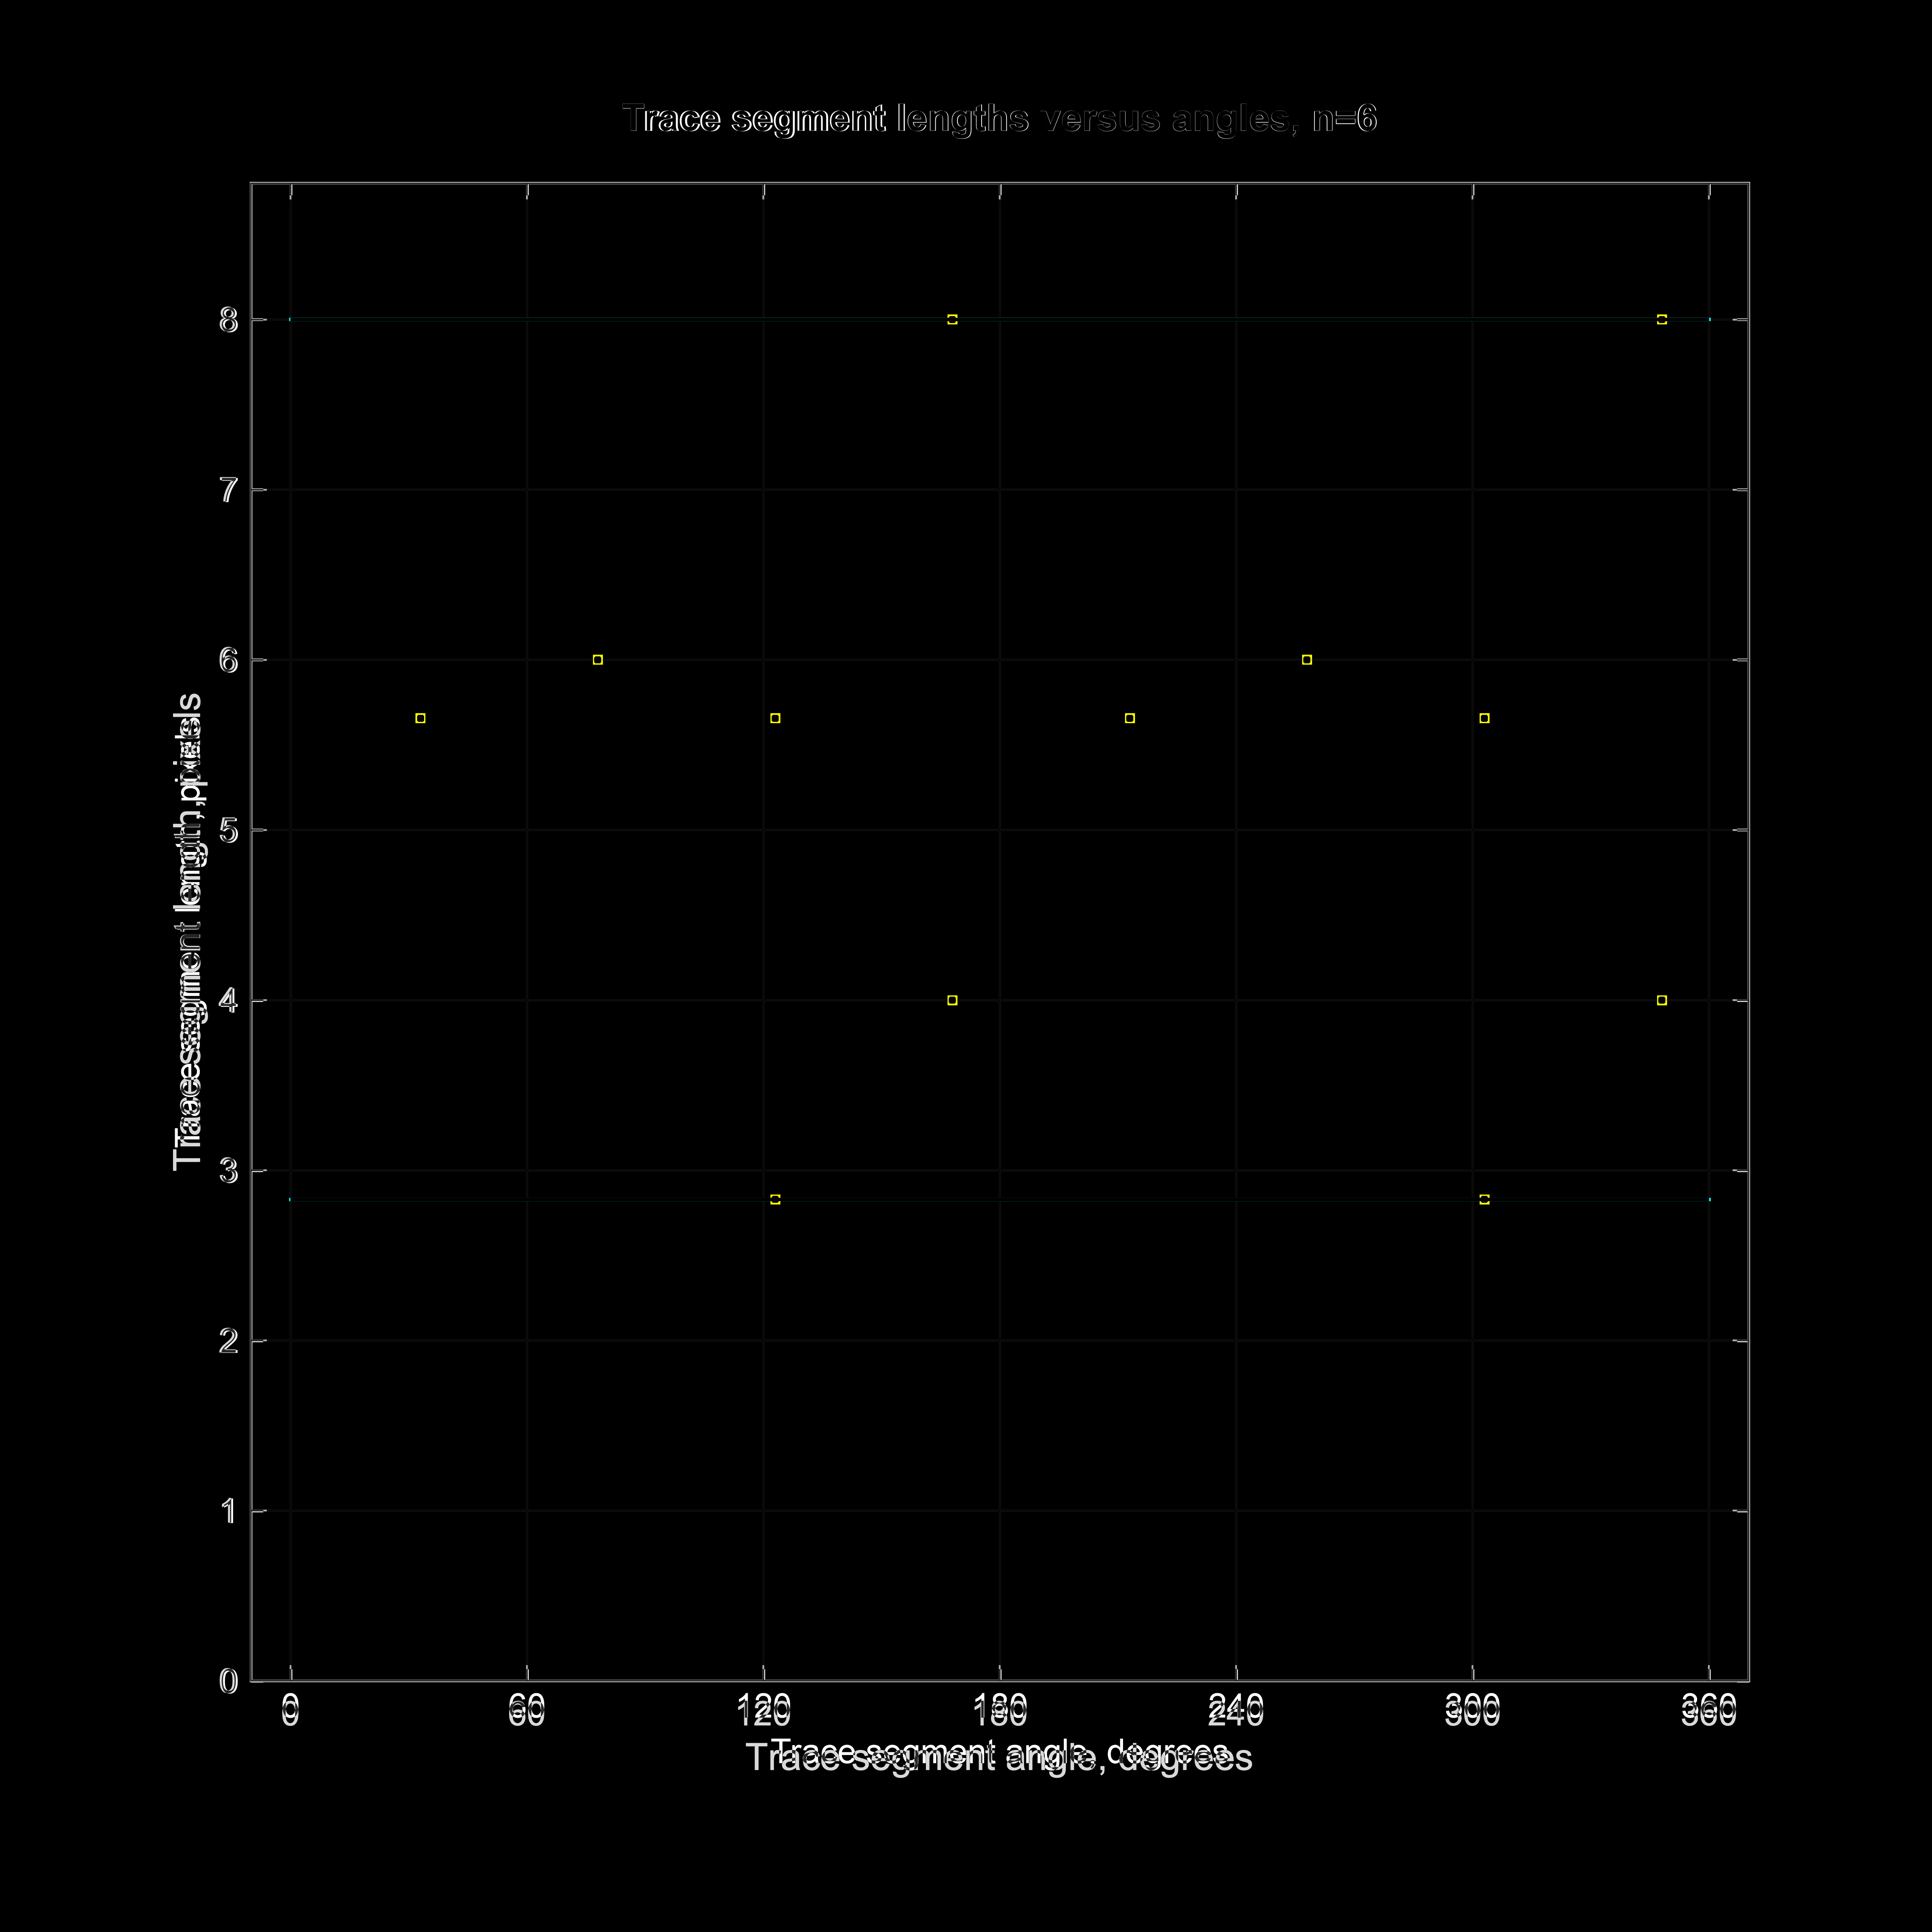 Trace segment lengths versus angles, n=6
8
7
6
5
4
3
2
1
0
Trace segment length, pixels
0 60 120 180 240 300 360
Trace segment angle, degrees